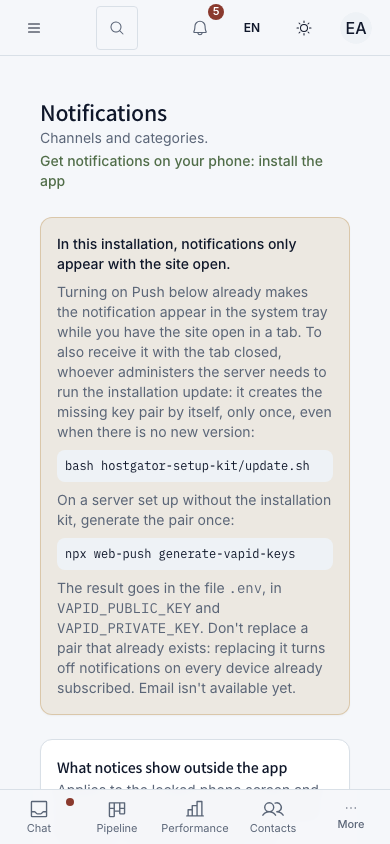 5
EN
EA
Notifications
Channels and categories.
Get notifications on your phone: install the
app
In this installation, notifications only
appear with the site open.
Turning on Push below already makes
the notification appear in the system tray
while you have the site open in a tab. To
also receive it with the tab closed,
whoever administers the server needs to
run the installation update: it creates the
missing key pair by itself, only once, even
when there is no new version:
bash hostgator-setup-kit/update.sh
On a server set up without the installation
kit, generate the pair once:
npx web-push generate-vapid-keys
The result goes in the file .env, in
VAPID_PUBLIC_KEY and
VAPID_PRIVATE_KEY. Don't replace a
pair that already exists: replacing it turns
off notifications on every device already
subscribed. Email isn't available yet.
What notices show outside the app
Applies to the locked phone screen and
Chat
Pipeline
Performance
Contacts
More